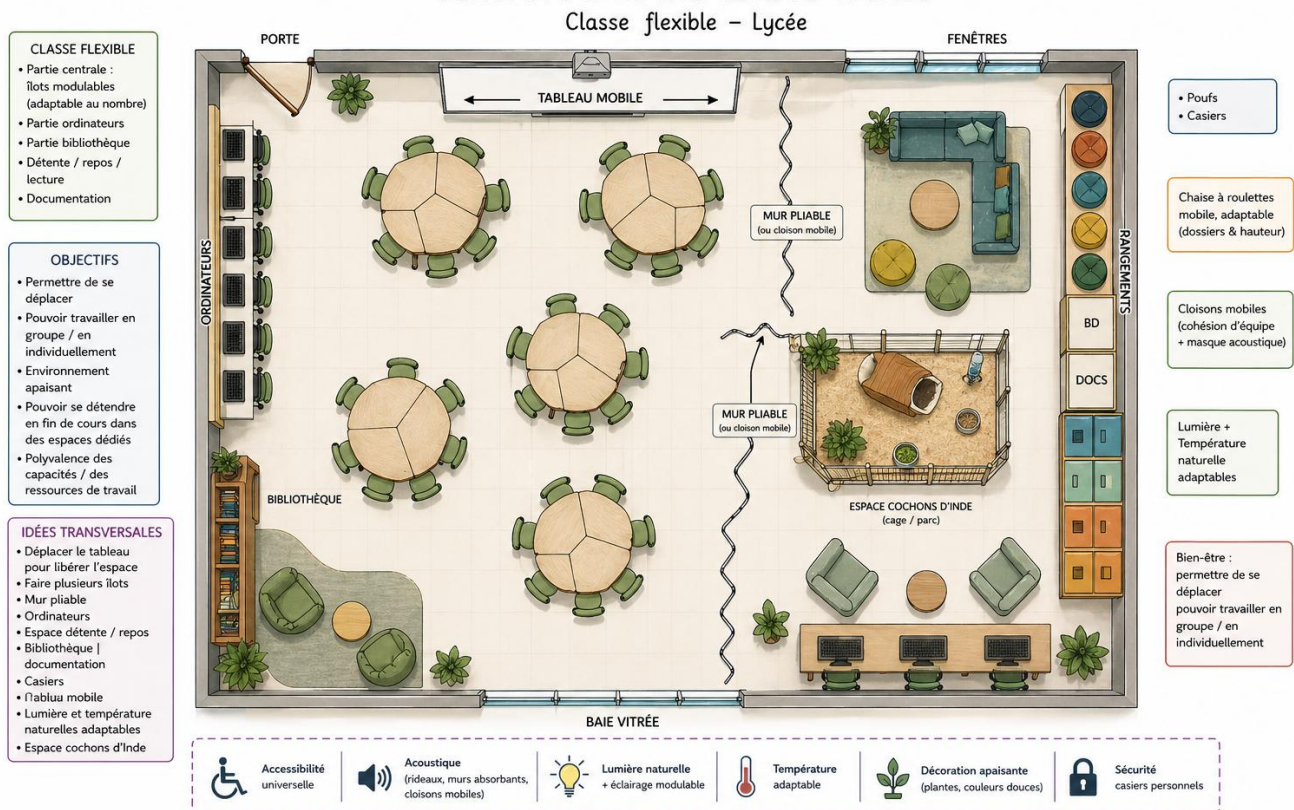 Classe flexible – Lycée
CLASSE FLEXIBLE
• Partie centrale :
îlots modulables
(adaptable au nombre)
• Partie ordinateurs
• Partie bibliothèque
• Détente / repos /
lecture
• Documentation
OBJECTIFS
• Permettre de se
déplacer
• Pouvoir travailler en
groupe / en
individuellement
• Environnement
apaisant
• Pouvoir se détendre
en fin de cours dans
des espaces dédiés
• Polyvalence des
capacités / des
ressources de travail
IDÉES TRANSVERSALES
• Déplacer le tableau
pour libérer l'espace
• Faire plusieurs îlots
• Mur pliable
• Ordinateurs
• Espace détente / repos
• Bibliothèque |
documentation
• Casiers
• mobile
• Lumière et température
naturelles adaptables
• Espace cochons d'Inde
PORTE
TABLEAU MOBILE
FENÊTRES
ORDINATEURS
MUR PLIABLE
(ou cloison mobile)
RANGEMENTS
BD
DOCS
MUR PLIABLE
(ou cloison mobile)
BIBLIOTHÈQUE
ESPACE COCHONS D'INDE
(cage / parc)
BAIE VITRÉE
• Poufs
• Casiers
Chaise à roulettes
mobile, adaptable
(dossiers & hauteur)
Cloisons mobiles
(cohésion d'équipe
+ masque acoustique)
Lumière +
Température
naturelle
adaptables
Bien-être :
permettre de se
déplacer
pouvoir travailler en
groupe / en
individuellement
Accessibilité
universelle
Acoustique
(rideaux, murs absorbants,
cloisons mobiles)
Lumière naturelle
+ éclairage modulable
Température
adaptable
Décoration apaisante
(plantes, couleurs douces)
Sécurité
casiers personnels